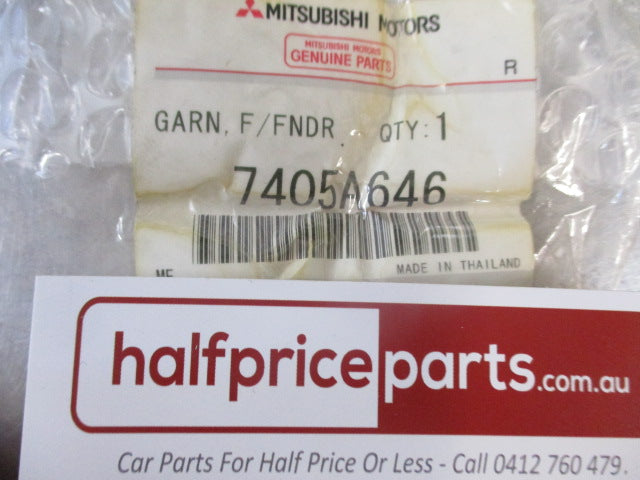 MITSUBISHI MOTORS
MITSUBISHI MOTORS
GENUINE PARTS
R
GARN, F/FNDR QTY:1
7405A646
MADE IN THAILAND
halfpriceparts.com.au
Car Parts For Half Price Or Less - Call 0412 760 479.